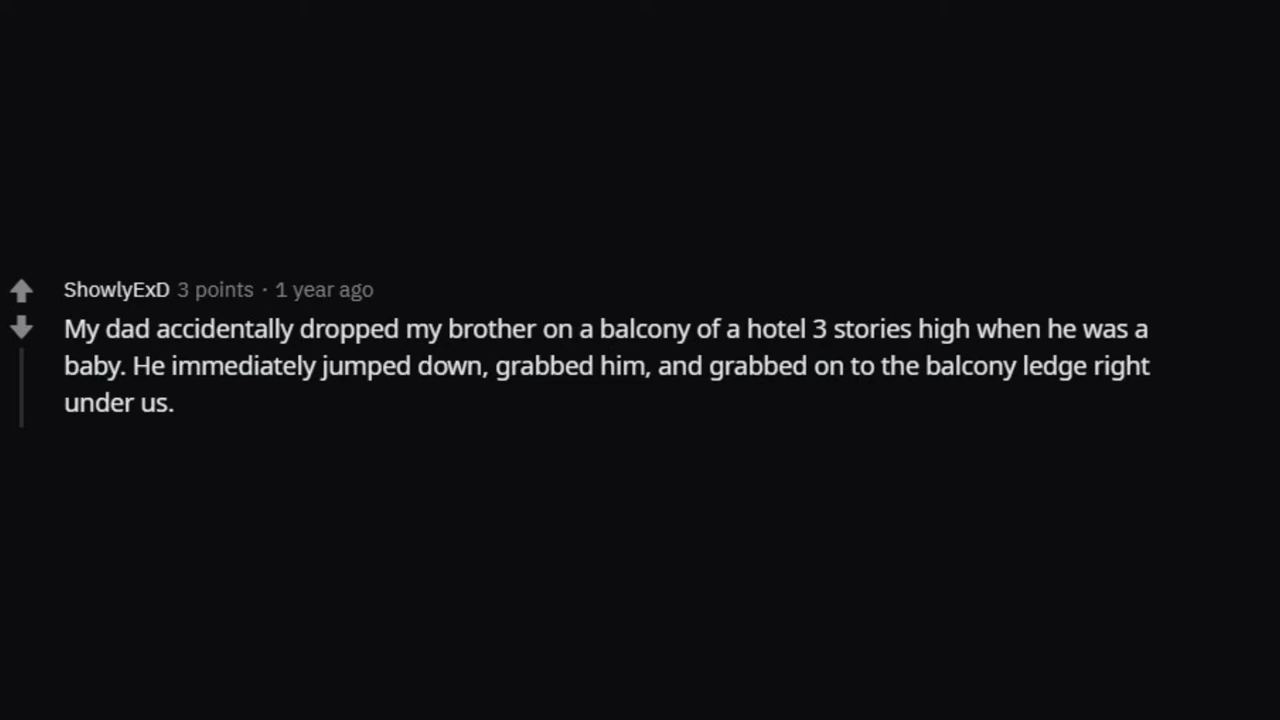 ShowlyExD 3 points · 1 year ago
My dad accidentally dropped my brother on a balcony of a hotel 3 stories high when he was a
baby. He immediately jumped down, grabbed him, and grabbed on to the balcony ledge right
under us.